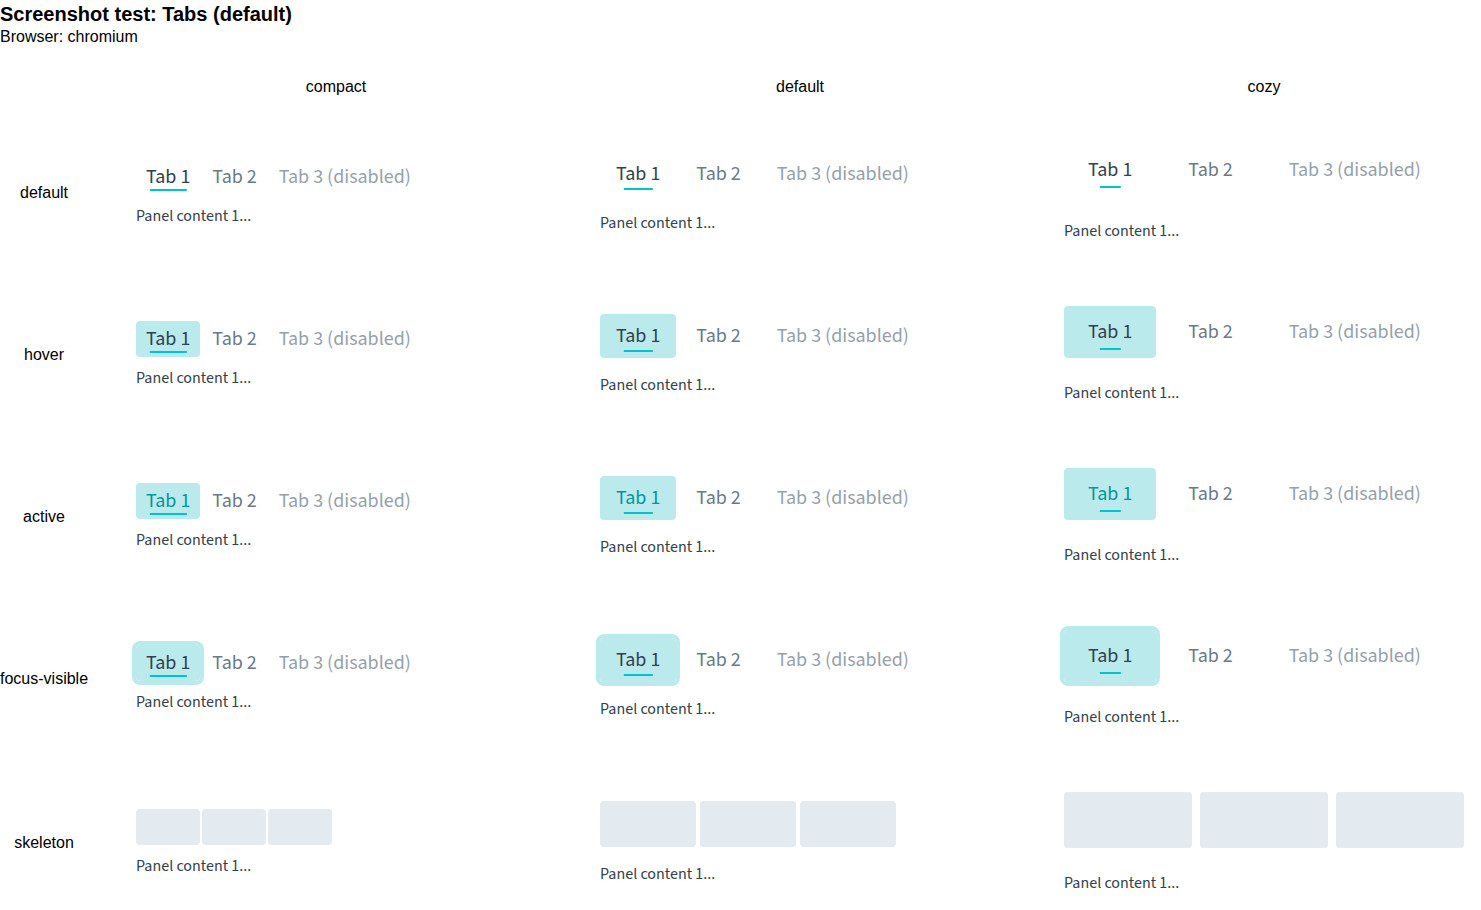 Screenshot test: Tabs (default)
Browser: chromium
compact default cozy
default Tab 1 Tab 2 Tab 3 (disabled) Tab 1 Tab 2 Tab 3 (disabled) Tab 1 Tab 2 Tab 3 (disabled)
Panel content 1... Panel content 1... Panel content 1...
hover Tab 1 Tab 2 Tab 3 (disabled) Tab 1 Tab 2 Tab 3 (disabled) Tab 1 Tab 2 Tab 3 (disabled)
Panel content 1... Panel content 1... Panel content 1...
active Tab 1 Tab 2 Tab 3 (disabled) Tab 1 Tab 2 Tab 3 (disabled) Tab 1 Tab 2 Tab 3 (disabled)
Panel content 1... Panel content 1... Panel content 1...
focus-visible Tab 1 Tab 2 Tab 3 (disabled) Tab 1 Tab 2 Tab 3 (disabled) Tab 1 Tab 2 Tab 3 (disabled)
Panel content 1... Panel content 1... Panel content 1...
skeleton
Panel content 1... Panel content 1... Panel content 1...